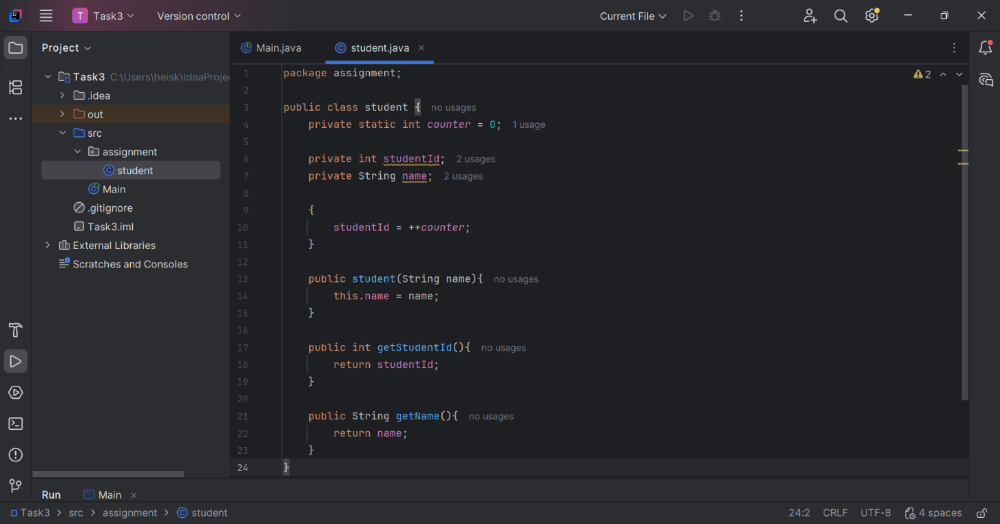 T Task3 Version control Current File
Project
Main.java student.java
Task3 C:\Users\heisk\IdeaProje
.idea
out
src
assignment
student
Main
.gitignore
Task3.iml
External Libraries
Scratches and Consoles
2
1 package assignment;
2
3 public class student { no usages
4 private static int counter = 0; 1 usage
5
6 private int studentId; 2 usages
7 private String name; 2 usages
8
9 {
10 studentId = ++counter;
11 }
12
13 public student(String name){ no usages
14 this.name = name;
15 }
16
17 public int getStudentId(){ no usages
18 return studentId;
19 }
20
21 public String getName(){ no usages
22 return name;
23 }
24 }
Run Main
Task3 > src > assignment > student 24:2 CRLF UTF-8 4 spaces